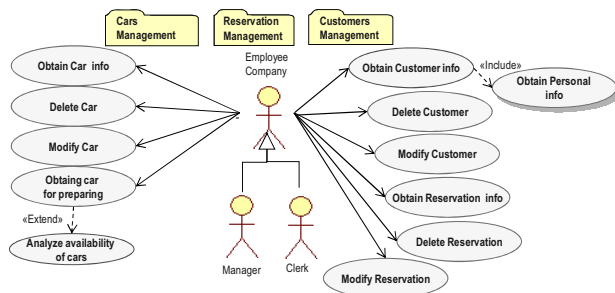 Cars
Management
Reservation
Management
Customers
Management
Employee
Company
Obtain Car info
Delete Car
Modify Car
Obtaing car
for preparing
«Extend»
Analyze availability
of cars
Obtain Customer info
«Include»
Obtain Personal
info
Delete Customer
Modify Customer
Obtain Reservation info
Delete Reservation
Modify Reservation
Manager
Clerk